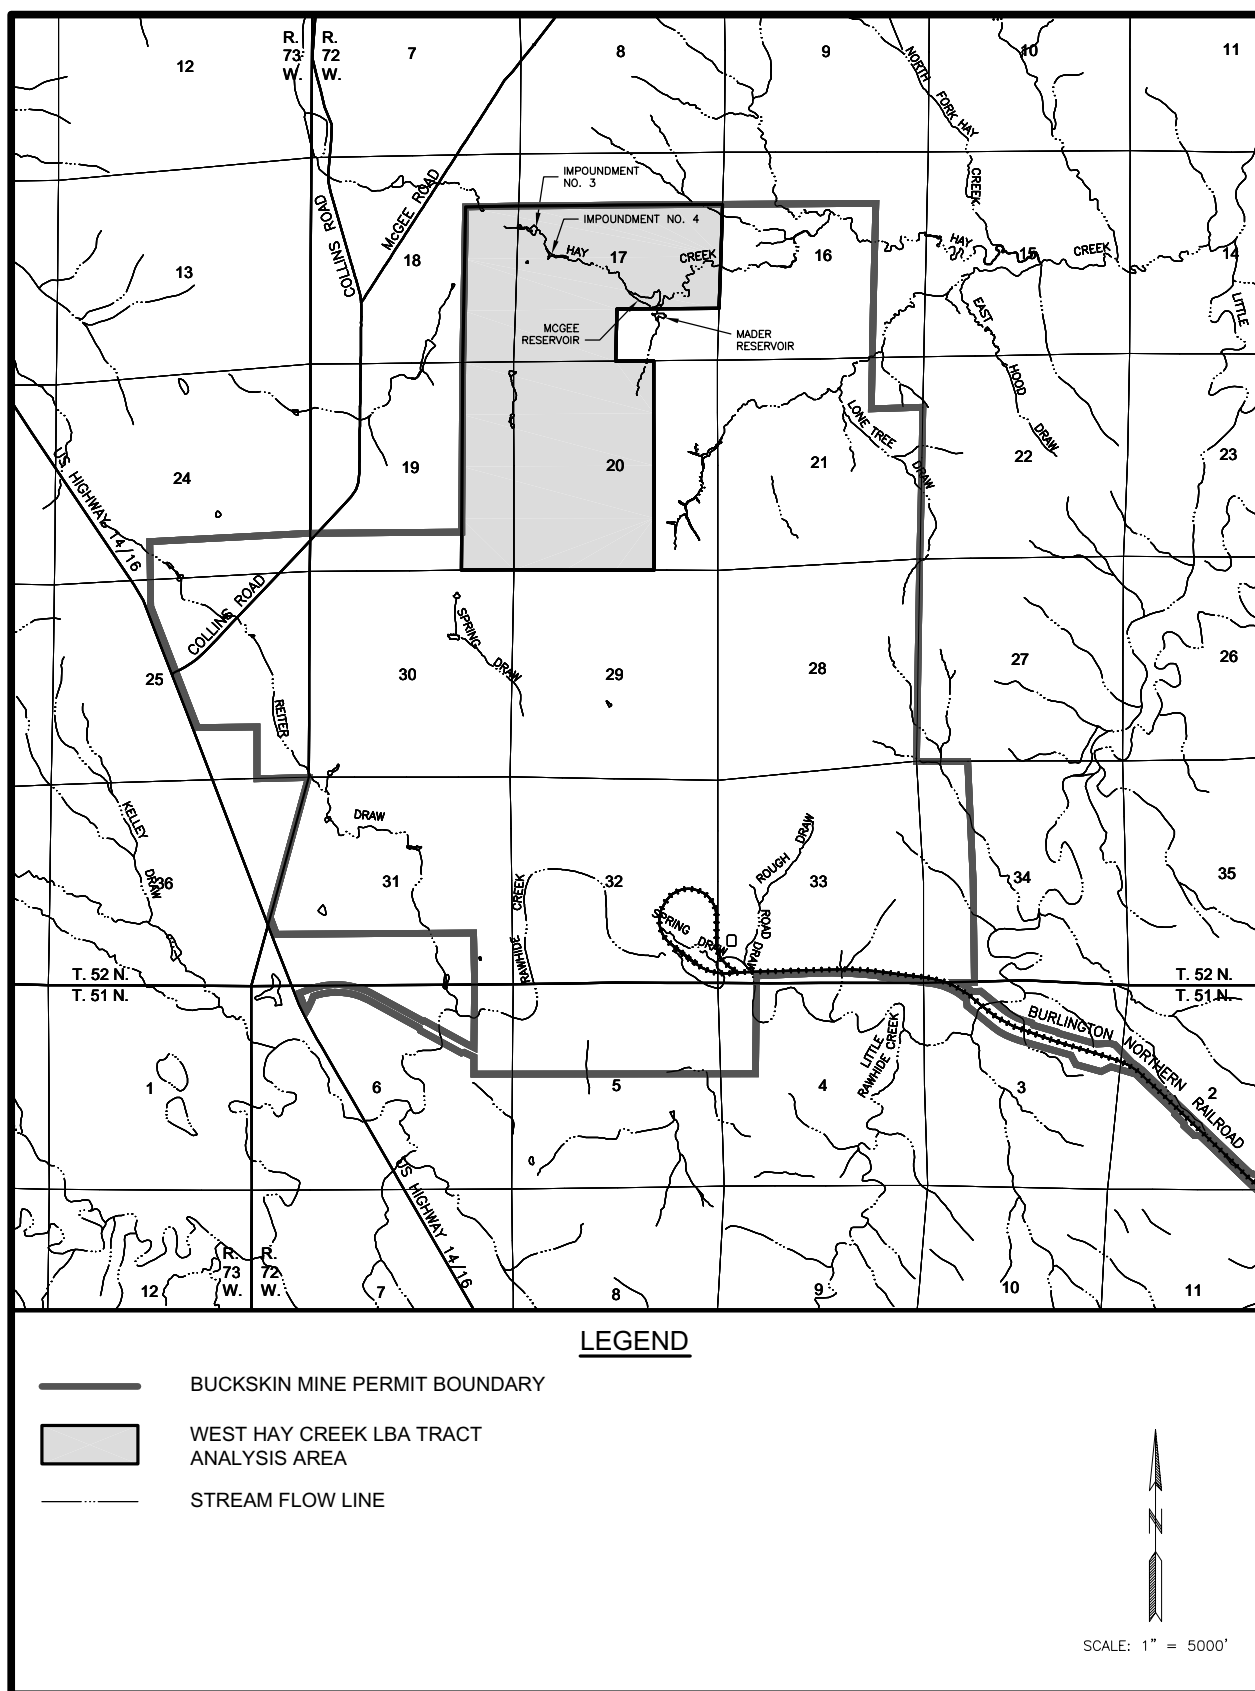 R. R.
73 72
W. W.
12
7
8
9
10
11
NORTH FORK HAY CREEK
IMPOUNDMENT
NO. 3
McGEE ROAD
COLLINS ROAD
IMPOUNDMENT NO. 4
13
18
HAY
17
CREEK
16
HAY
15
CREEK
14
LITTLE
MCGEE
RESERVOIR
MADER
RESERVOIR
EAST HOOD DRAW
LONE TREE DRAW
24
19
20
21
22
23
US HIGHWAY 14/16
COLLINS ROAD
SPRING DRAW
25
30
29
28
27
26
REITER
DRAW
KELLEY DRAW
36
31
RAWHIDE CREEK
32
ROUGH DRAW
33
34
35
SPRING DRAW
ROAD DRAW
T. 52 N.
T. 51 N.
T. 52 N.
T. 51 N.
BURLINGTON NORTHERN RAILROAD
LITTLE
RAWHIDE CREEK
1
6
5
4
3
2
US HIGHWAY 14/16
R. R.
73 72
W. W.
12
7
8
9
10
11
LEGEND
BUCKSKIN MINE PERMIT BOUNDARY
WEST HAY CREEK LBA TRACT
ANALYSIS AREA
STREAM FLOW LINE
N
SCALE: 1" = 5000'